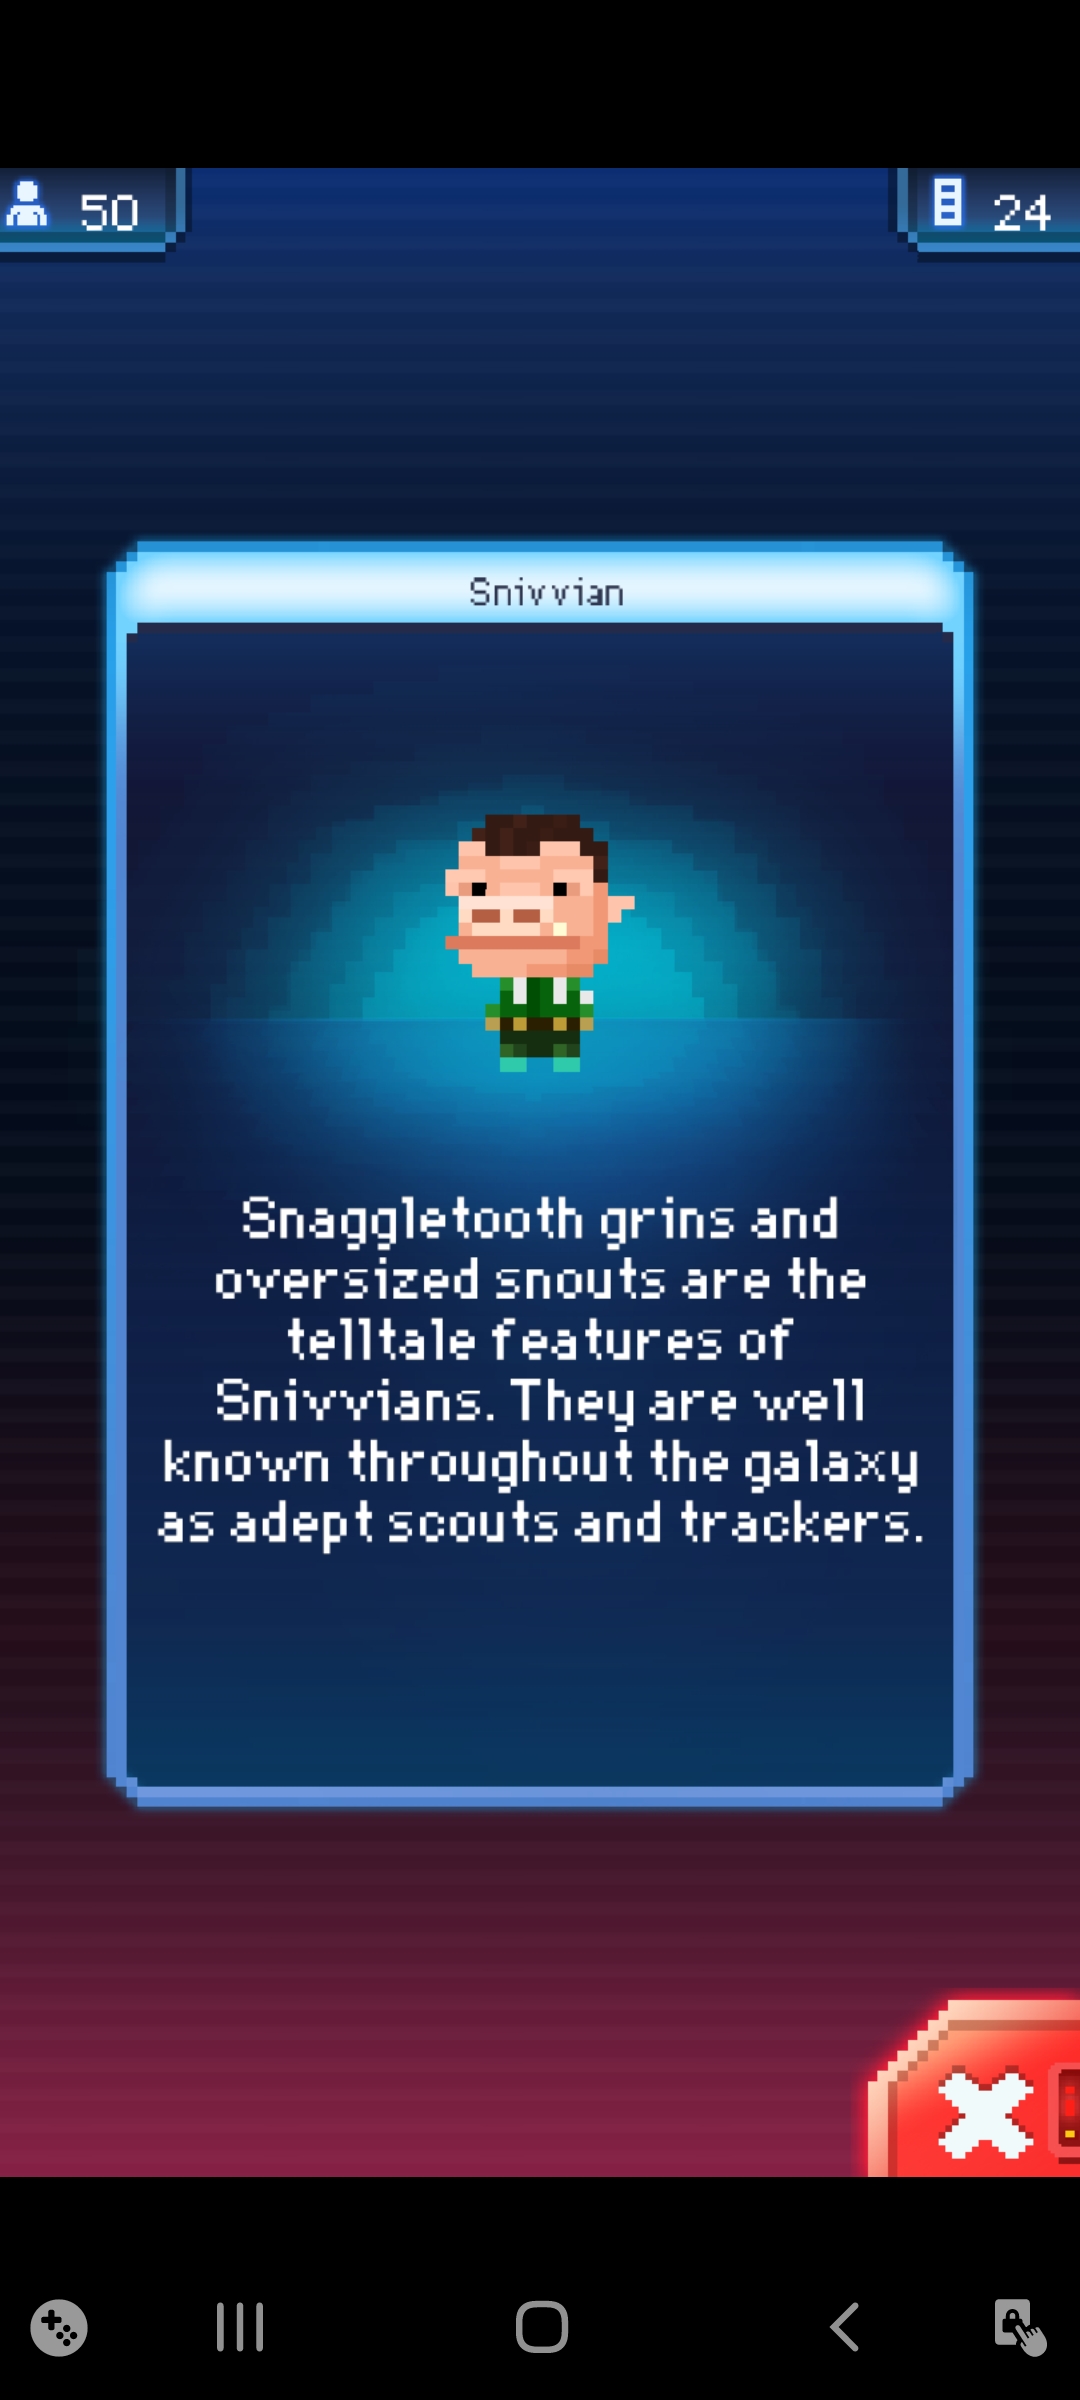 50
24
Snivvian
Snaggletooth grins and
oversized snouts are the
telltale features of
Snivvians. They are well
known throughout the galaxy
as adept scouts and trackers.